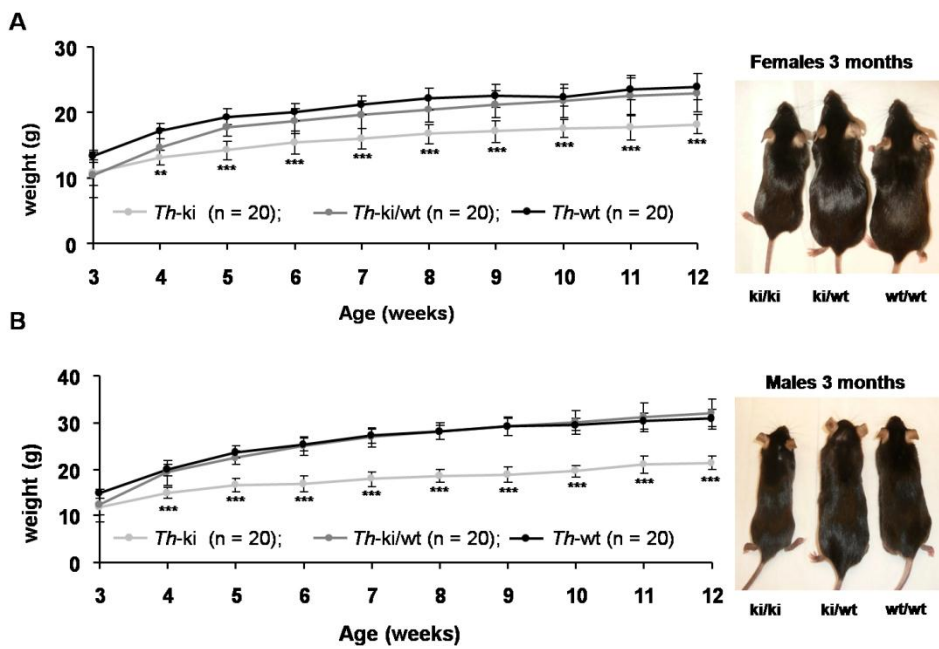 A
30
20
10
0
weight (g)
** *** *** *** *** *** *** *** ***
Th-ki (n = 20); Th-ki/wt (n = 20); Th-wt (n = 20)
3 4 5 6 7 8 9 10 11 12
Age (weeks)
Females 3 months
ki/ki ki/wt wt/wt
B
40
30
20
10
0
weight (g)
*** *** *** *** *** *** *** *** ***
Th-ki (n = 20); Th-ki/wt (n = 20); Th-wt (n = 20)
3 4 5 6 7 8 9 10 11 12
Age (weeks)
Males 3 months
ki/ki ki/wt wt/wt